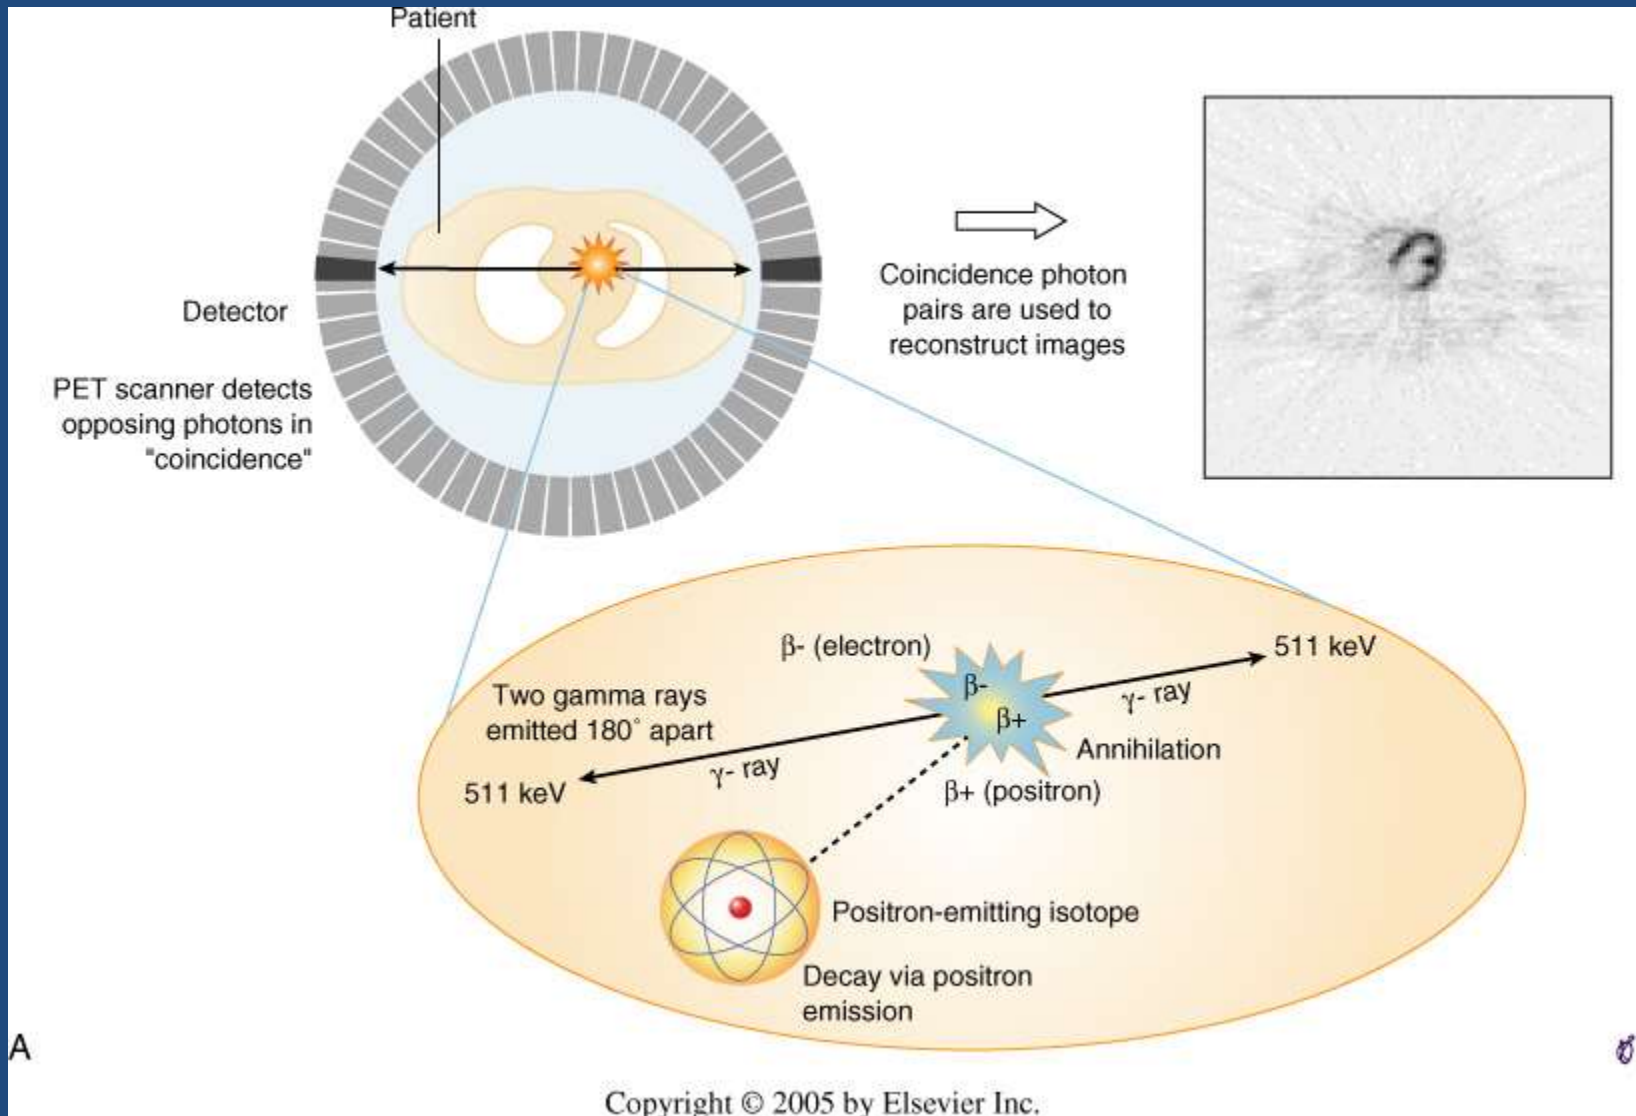 Patient
Detector
PET scanner detects
opposing photons in
"coincidence"
Coincidence photon
pairs are used to
reconstruct images
β- (electron)
β-
β+
511 keV
γ- ray
Two gamma rays
emitted 180° apart
Annihilation
γ- ray
511 keV
β+ (positron)
Positron-emitting isotope
Decay via positron
emission
A
Copyright © 2005 by Elsevier Inc.